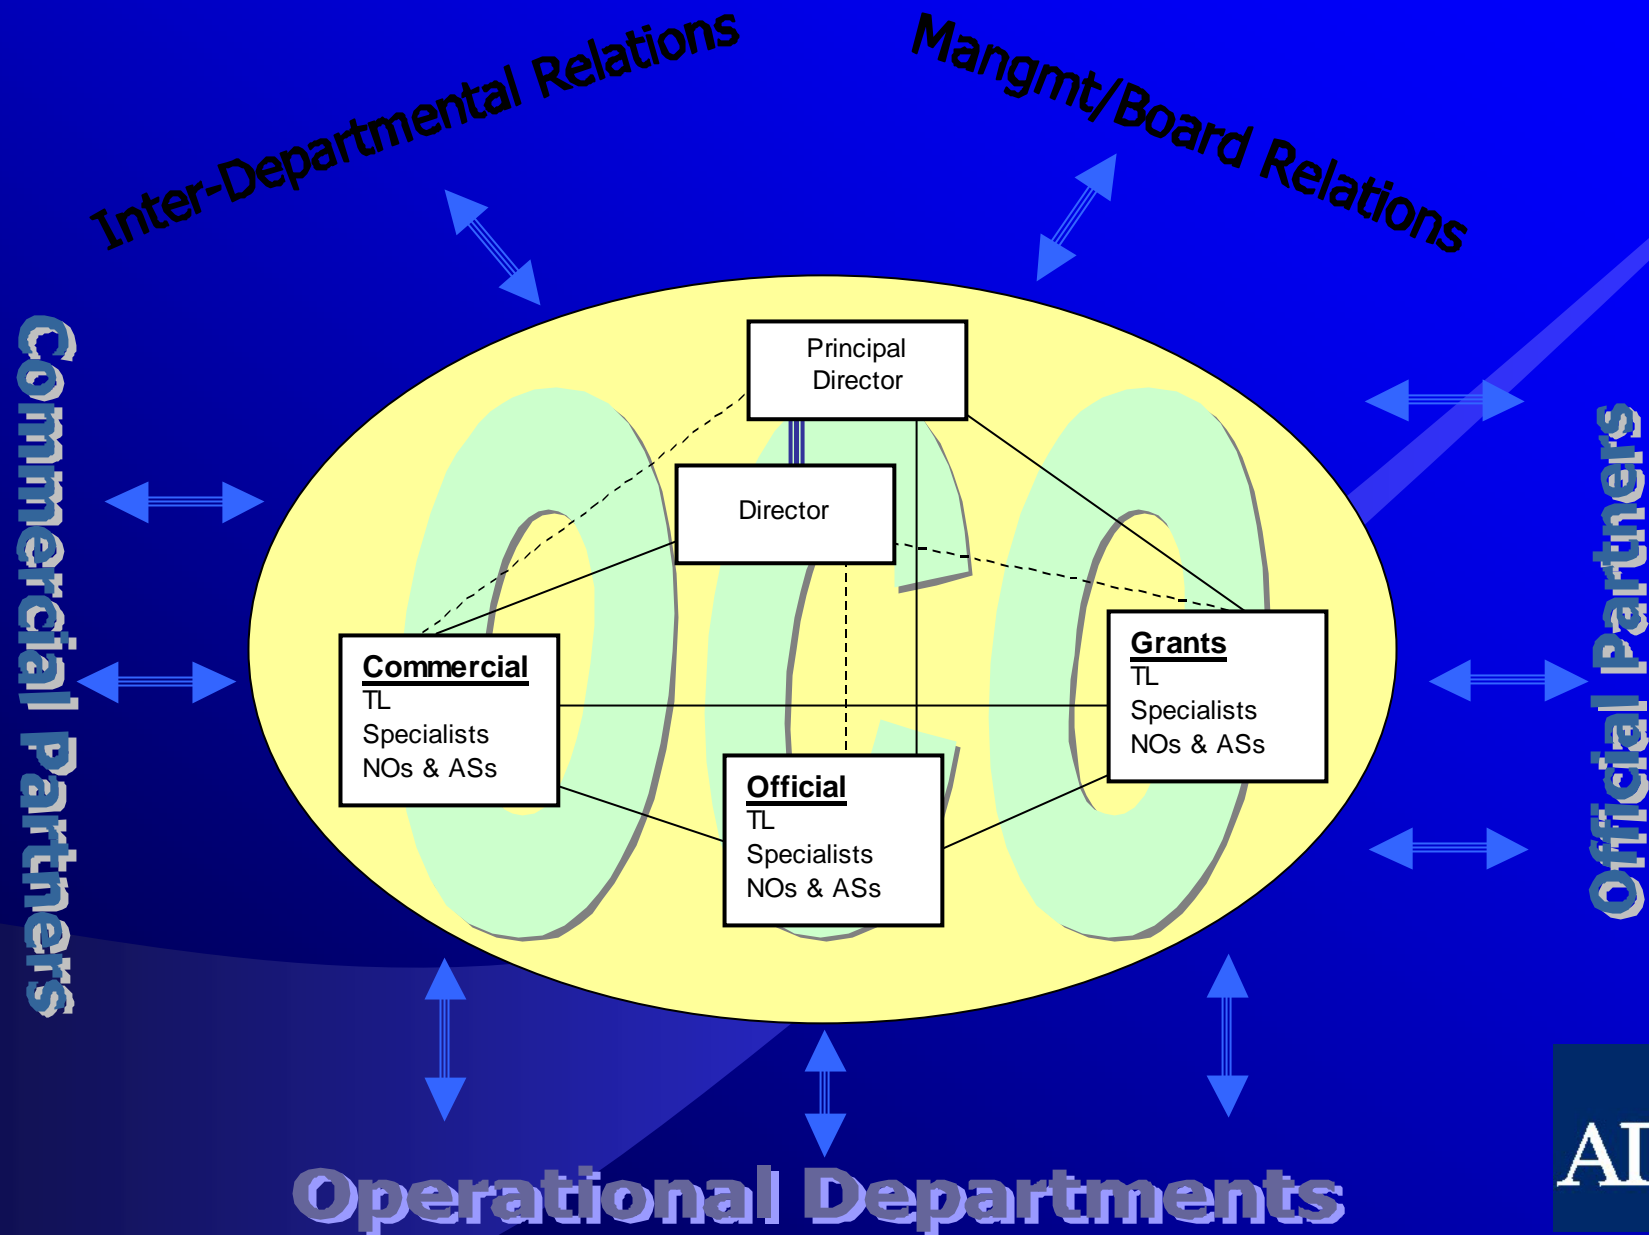 Inter-Departmental Relations
Mangmt/Board Relations
Commercial Partners
Official Partners
OCO
Principal
Director
Director
Commercial
TL
Specialists
NOs & ASs
Grants
TL
Specialists
NOs & ASs
Official
TL
Specialists
NOs & ASs
Operational Departments